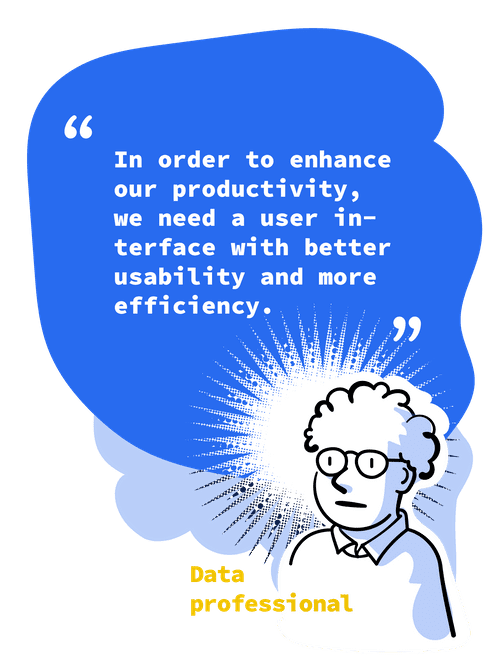 “
In order to enhance
our productivity,
we need a user in-
terface with better
usability and more
efficiency.
”
Data
professional